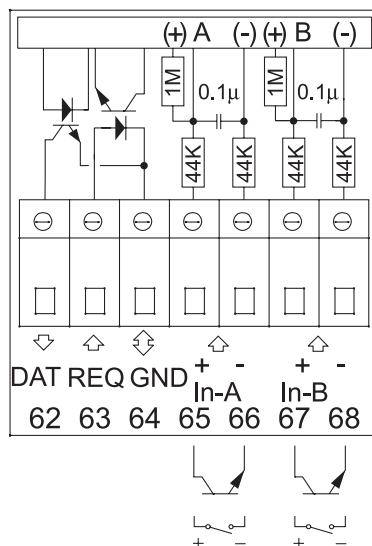 (+) A (-) (+) B (-)
1M 0.1µ 1M 0.1µ
44K 44K 44K 44K
DAT REQ GND + - + -
In-A In-B
62 63 64 65 66 67 68
+ - + -